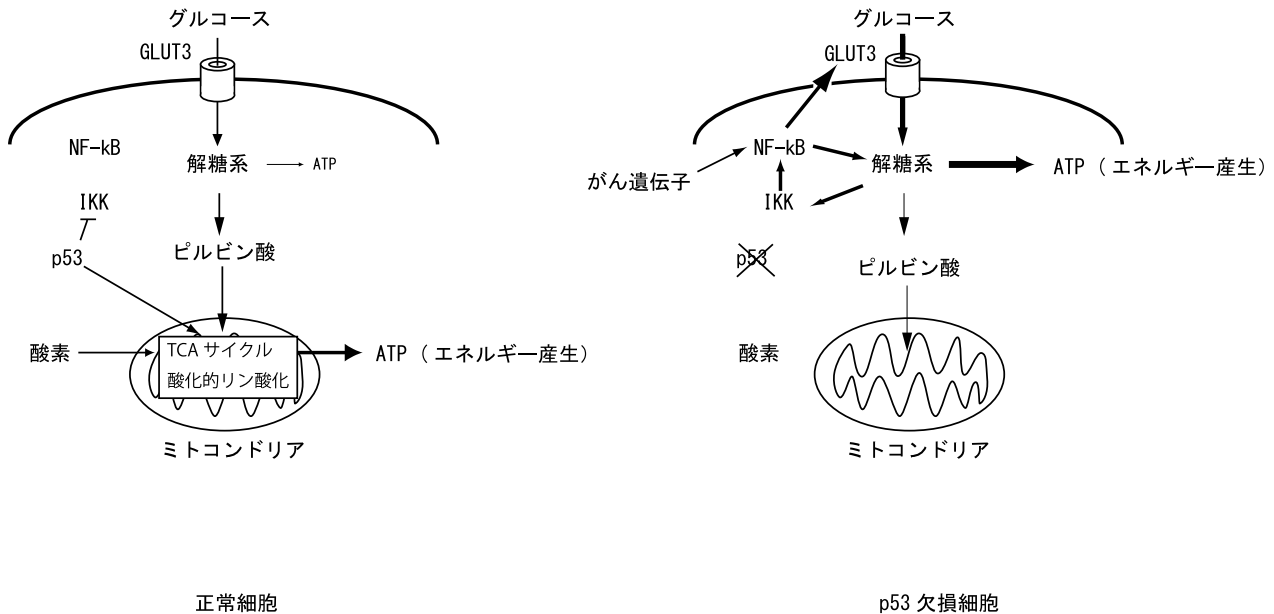 グルコース
GLUT3
NF-kB
解糖系
ATP
IKK
p53
ピルビン酸
酸素
TCA サイクル
酸化的リン酸化
ATP （ エネルギー産生）
ミトコンドリア
正常細胞
グルコース
GLUT3
NF-kB
解糖系
ATP （ エネルギー産生）
がん遺伝子
IKK
p53
ピルビン酸
酸素
ミトコンドリア
p53 欠損細胞